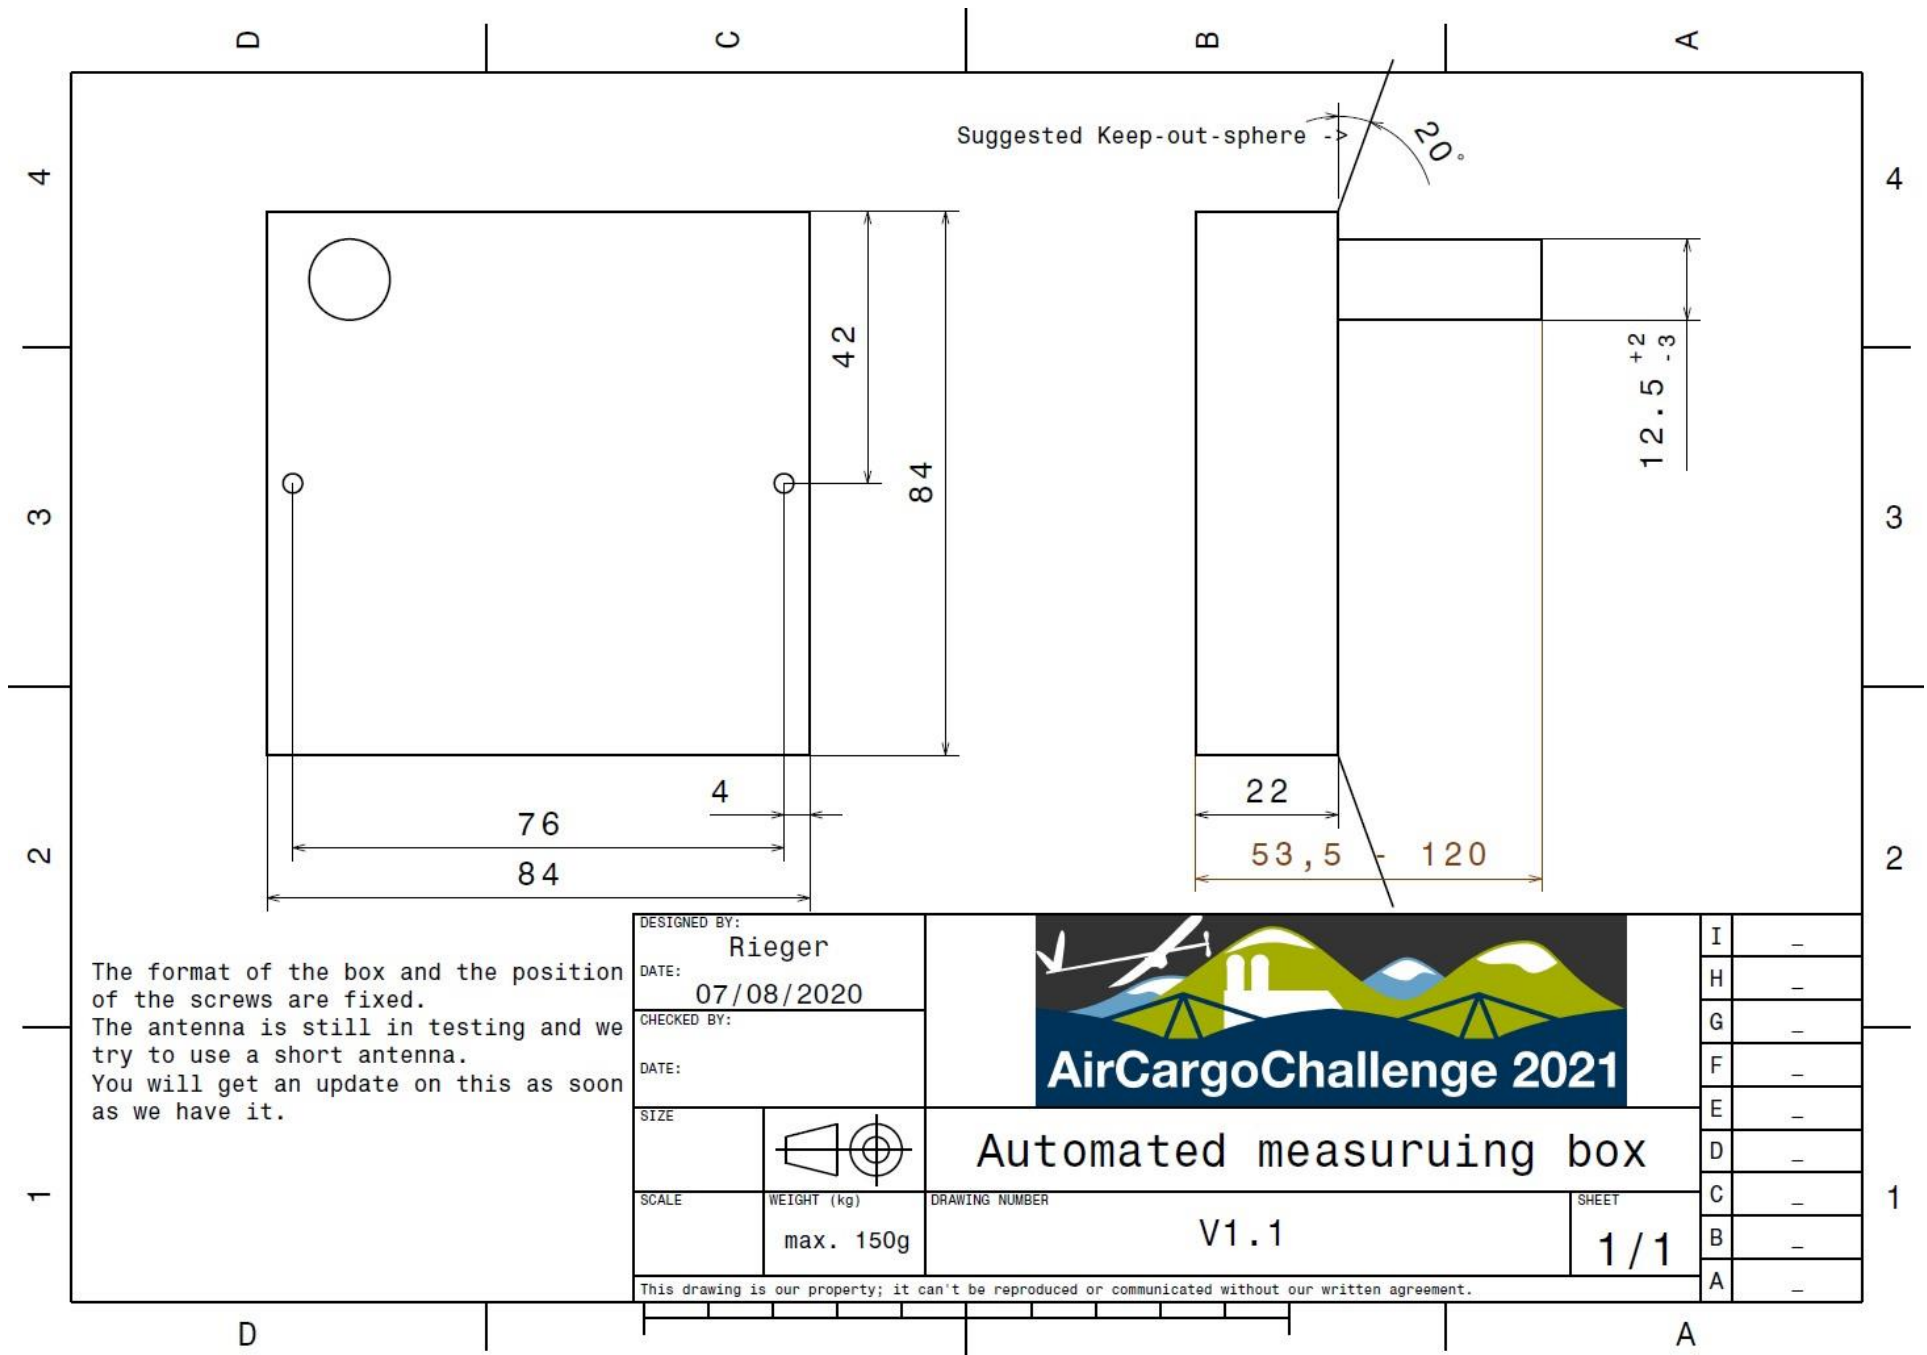 D C B A
4
4
3
3
2
2
1
1
Suggested Keep-out-sphere ->
20°
42
84
12.5 +2 -3
4
76
84
22
53,5 - 120
The format of the box and the position
of the screws are fixed.
The antenna is still in testing and we
try to use a short antenna.
You will get an update on this as soon
as we have it.
DESIGNED BY:
Rieger
DATE:
07/08/2020
CHECKED BY:
DATE:
SIZE
SCALE
WEIGHT (kg)
max. 150g
AirCargoChallenge 2021
Automated measuruing box
DRAWING NUMBER
V1.1
SHEET
1/1
This drawing is our property; it can't be reproduced or communicated without our written agreement.
I _
H _
G _
F _
E _
D _
C _
B _
A _
D A